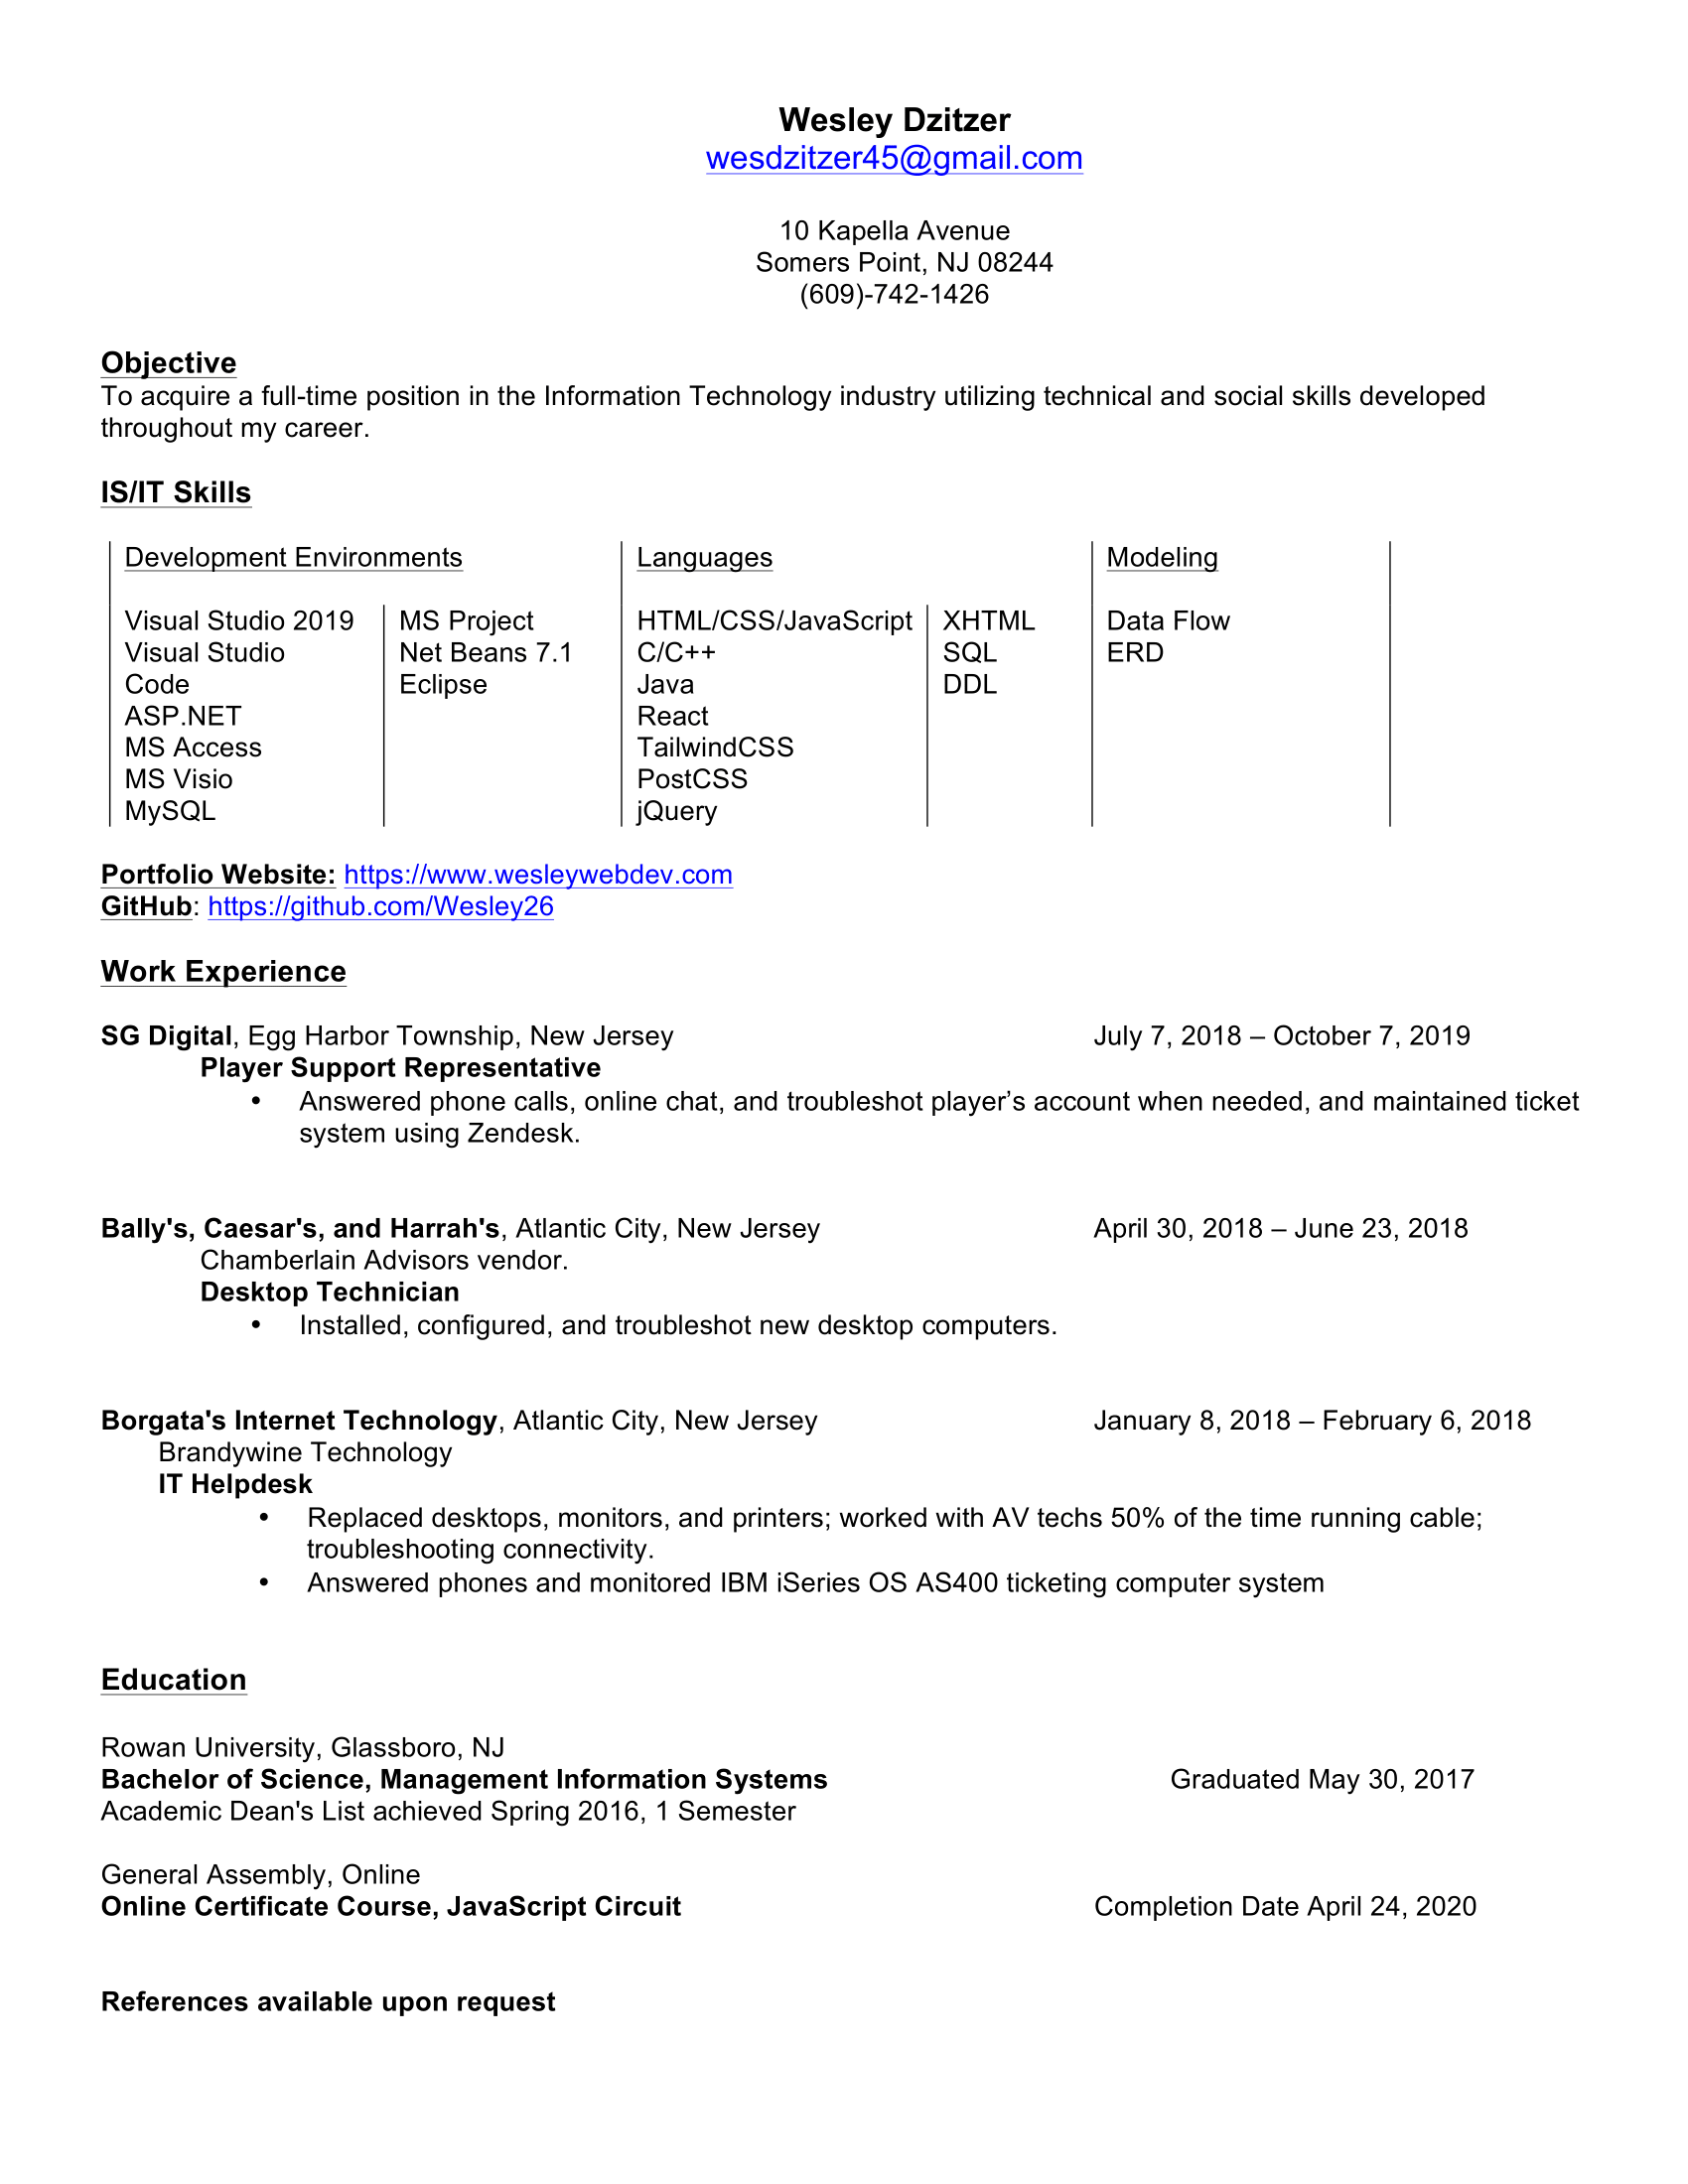 Wesley Dzitzer
wesdzitzer45@gmail.com
10 Kapella Avenue
Somers Point, NJ 08244
(609)-742-1426
Objective
To acquire a full-time position in the Information Technology industry utilizing technical and social skills developed
throughout my career.
IS/IT Skills
Development Environments Languages Modeling
Visual Studio 2019 MS Project HTML/CSS/JavaScript XHTML Data Flow
Visual Studio Net Beans 7.1 C/C++ SQL ERD
Code Eclipse Java DDL
ASP.NET React
MS Access TailwindCSS
MS Visio PostCSS
MySQL jQuery
Portfolio Website: https://www.wesleywebdev.com
GitHub: https://github.com/Wesley26
Work Experience
SG Digital, Egg Harbor Township, New Jersey July 7, 2018 – October 7, 2019
Player Support Representative
• Answered phone calls, online chat, and troubleshot player’s account when needed, and maintained ticket
system using Zendesk.
Bally's, Caesar's, and Harrah's, Atlantic City, New Jersey April 30, 2018 – June 23, 2018
Chamberlain Advisors vendor.
Desktop Technician
• Installed, configured, and troubleshot new desktop computers.
Borgata's Internet Technology, Atlantic City, New Jersey January 8, 2018 – February 6, 2018
Brandywine Technology
IT Helpdesk
• Replaced desktops, monitors, and printers; worked with AV techs 50% of the time running cable;
troubleshooting connectivity.
• Answered phones and monitored IBM iSeries OS AS400 ticketing computer system
Education
Rowan University, Glassboro, NJ
Bachelor of Science, Management Information Systems Graduated May 30, 2017
Academic Dean's List achieved Spring 2016, 1 Semester
General Assembly, Online
Online Certificate Course, JavaScript Circuit Completion Date April 24, 2020
References available upon request